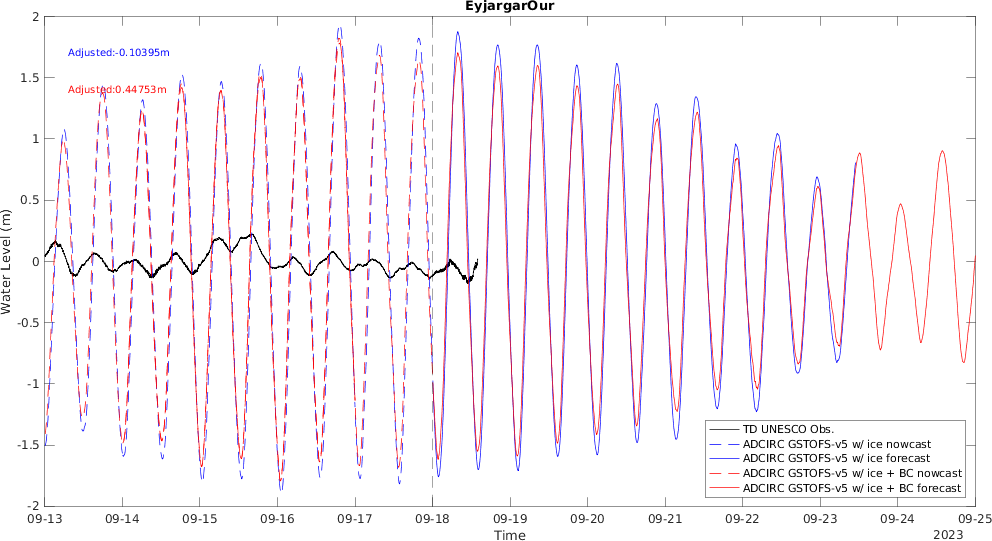 EyjargarOur
Adjusted:-0.10395m
Adjusted:0.44753m
Water Level (m)
2
1.5
1
0.5
0
-0.5
-1
-1.5
-2
TD UNESCO Obs.
ADCIRC GSTOFS-v5 w/ ice nowcast
ADCIRC GSTOFS-v5 w/ ice forecast
ADCIRC GSTOFS-v5 w/ ice + BC nowcast
ADCIRC GSTOFS-v5 w/ ice + BC forecast
09-13 09-14 09-15 09-16 09-17 09-18 09-19 09-20 09-21 09-22 09-23 09-24 09-25
Time
2023